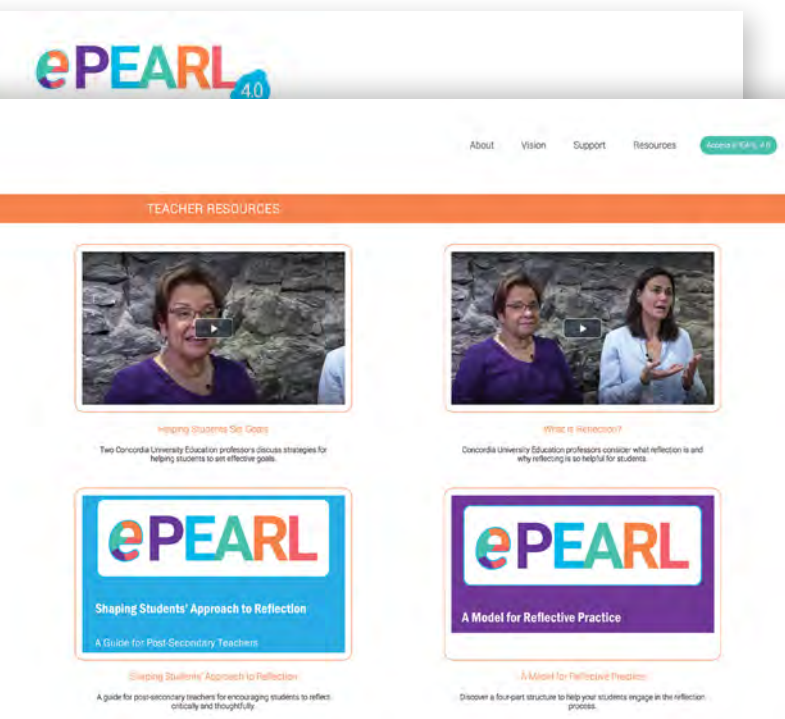 ePEARL
4.0
About Vision Support Resources Access ePEARL 4.0
TEACHER RESOURCES
Helping Students Set Goals
Two Concordia University Education professors discuss strategies for
helping students to set effective goals.
What is Reflection?
Concordia University Education professors consider what reflection is and
why reflecting is so helpful for students.
ePEARL
Shaping Students' Approach to Reflection
A Guide for Post-Secondary Teachers
Shaping Students' Approach to Reflection
A guide for post-secondary teachers for encouraging students to reflect
critically and thoughtfully.
ePEARL
A Model for Reflective Practice
A Model for Reflective Practice
Discover a four-part structure to help your students engage in the reflection
process.